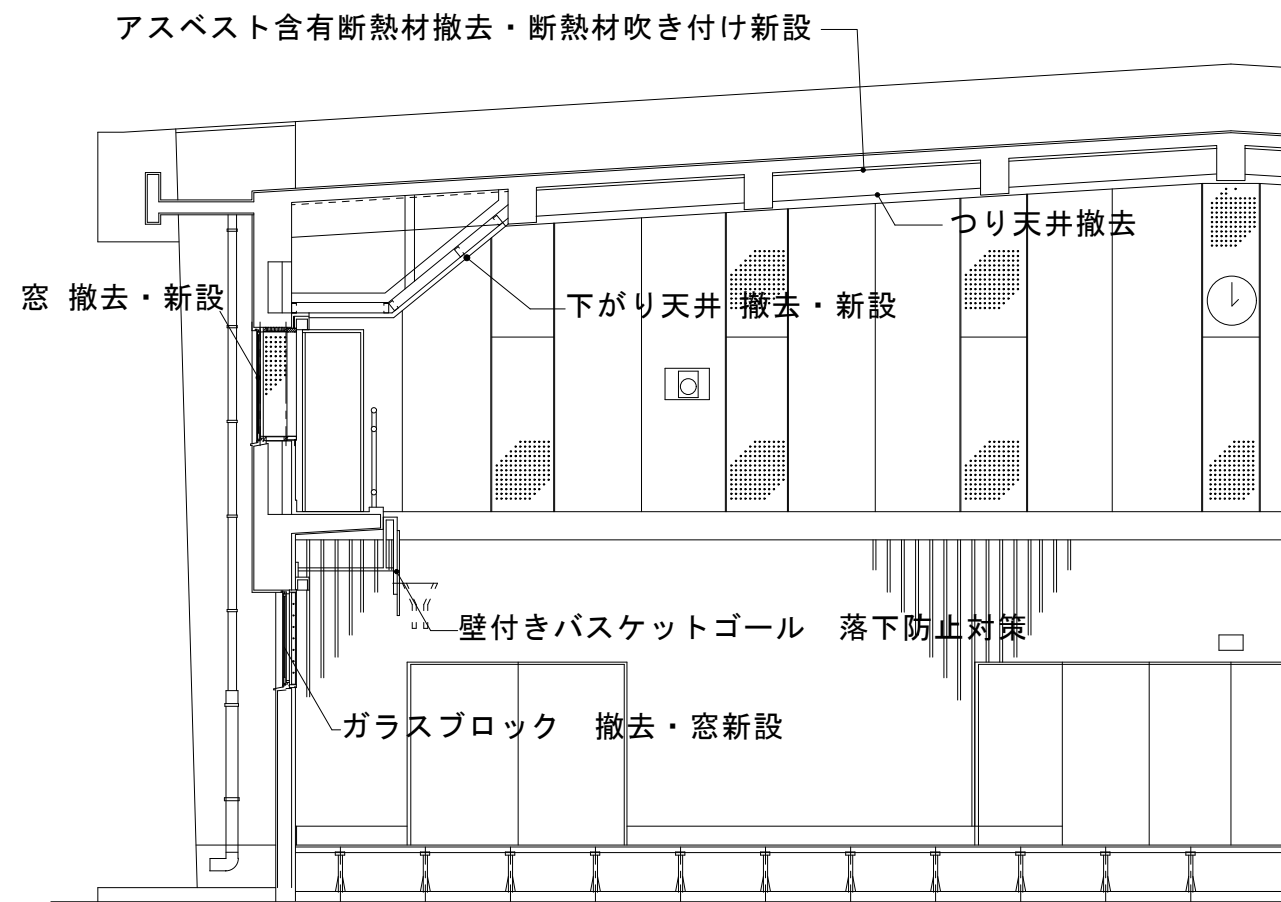 アスベスト含有断熱材撤去・断熱材吹き付け新設
つり天井撤去
窓 撤去・新設
下がり天井 撤去・新設
壁付きバスケットゴール　落下防止対策
ガラスブロック　撤去・窓新設